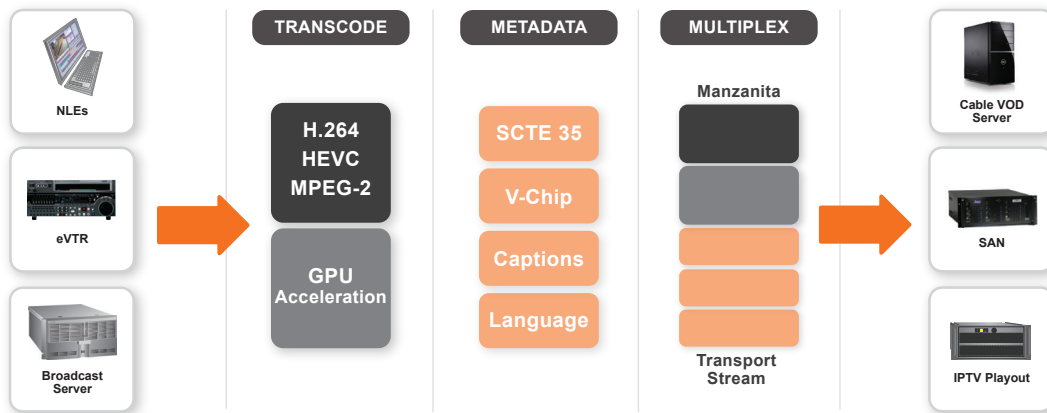 NLEs
eVTR
Broadcast
Server
TRANSCODE
H.264
HEVC
MPEG-2
GPU
Acceleration
METADATA
SCTE 35
V-Chip
Captions
Language
MULTIPLEX
Manzanita
Transport
Stream
Cable VOD
Server
SAN
IPTV Playout